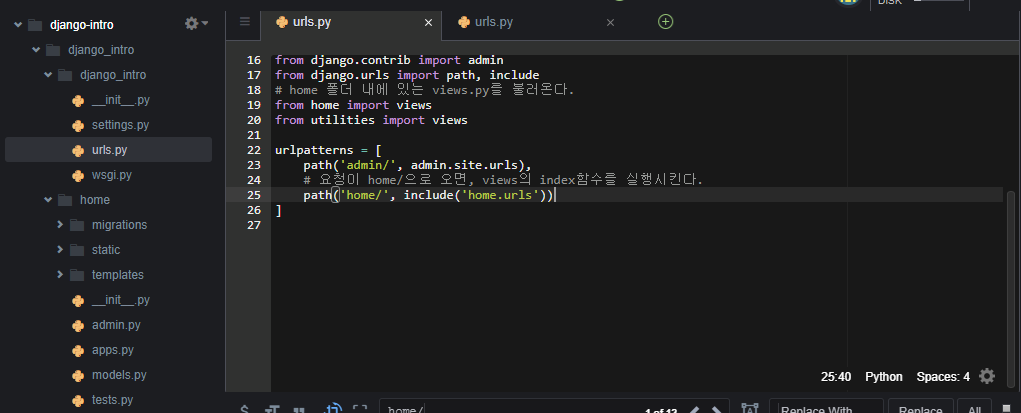 django-intro
django_intro
django_intro
__init__.py
settings.py
urls.py
wsgi.py
home
migrations
static
templates
__init__.py
admin.py
apps.py
models.py
tests.py
urls.py
urls.py
DISK
16 from django.contrib import admin
17 from django.urls import path, include
18 # home 폴더 내에 있는 views.py를 불러온다.
19 from home import views
20 from utilities import views
21
22 urlpatterns = [
23 path('admin/', admin.site.urls),
24 # 요청이 home/으로 오면, views의 index함수를 실행시킨다.
25 path('home/', include('home.urls'))
26 ]
27
25:40 Python Spaces: 4
home/ 1 of 13 Replace With Replace All